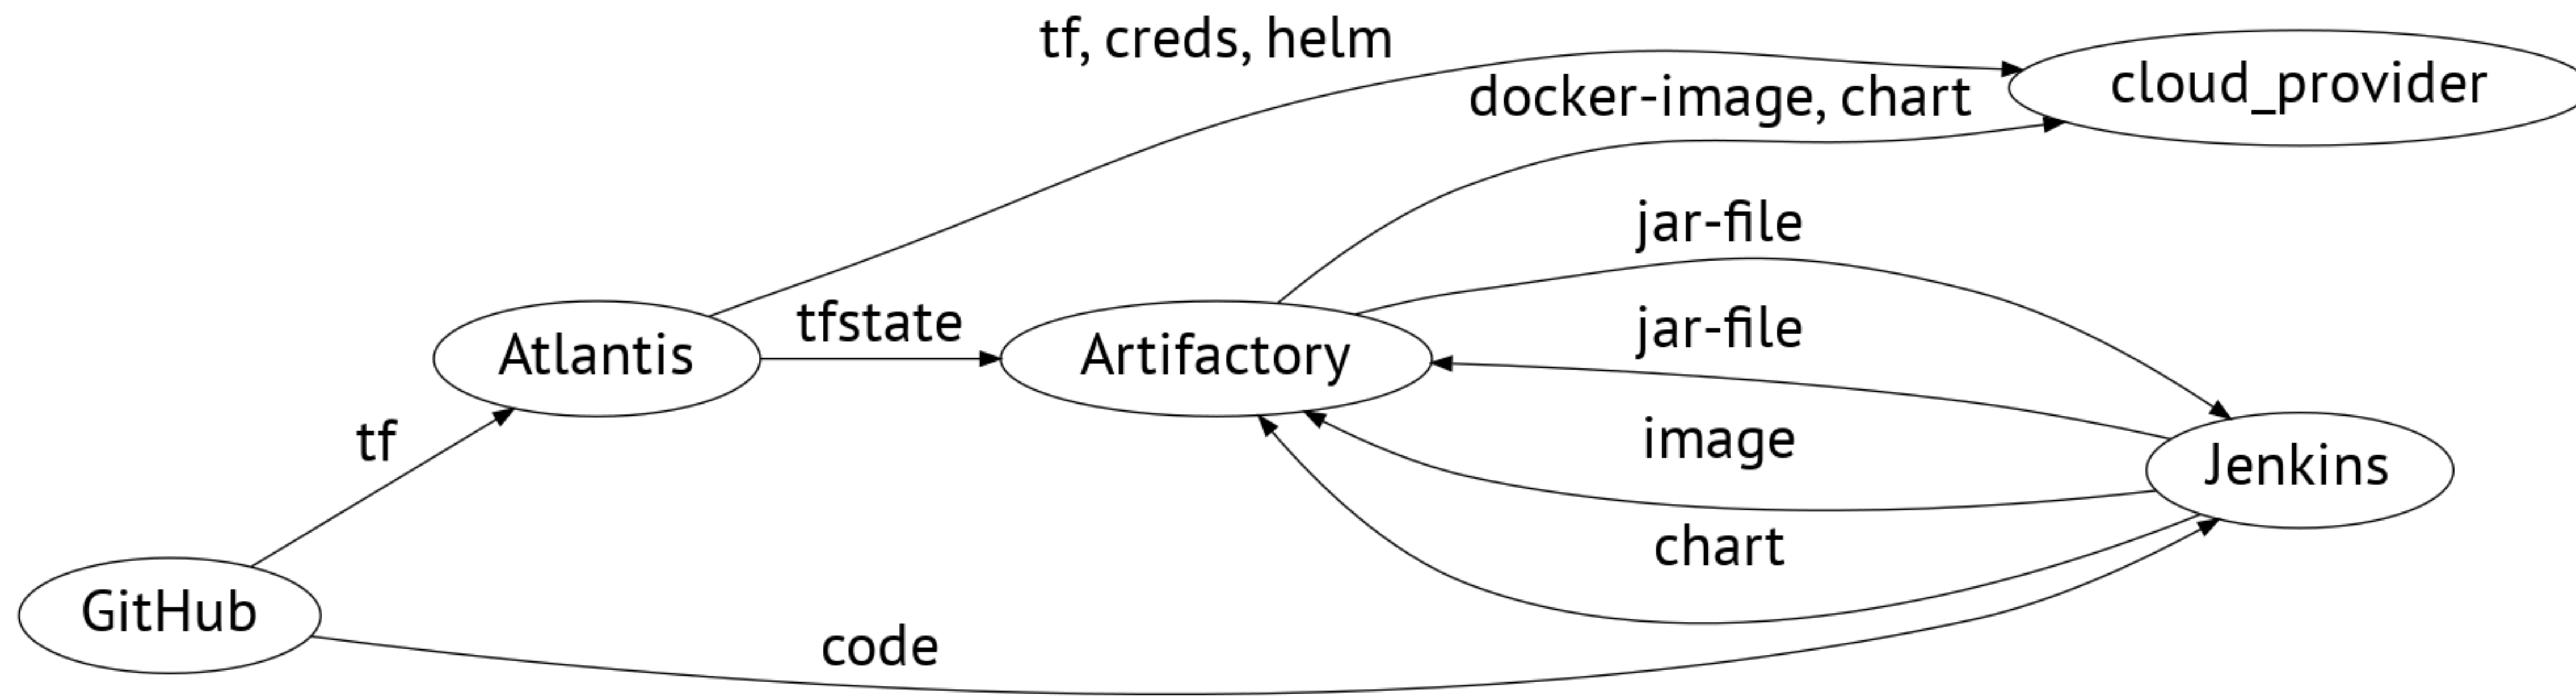 tf, creds, helm
cloud_provider
docker-image, chart
jar-file
tfstate
jar-file
Atlantis
Artifactory
tf
image
Jenkins
chart
GitHub
code